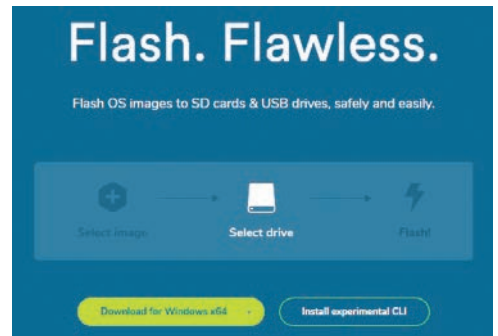 Flash. Flawless.
Flash OS images to SD cards & USB drives, safely and easily.
Select image
Select drive
Flash!
Download for Windows x64
Install experimental CLI